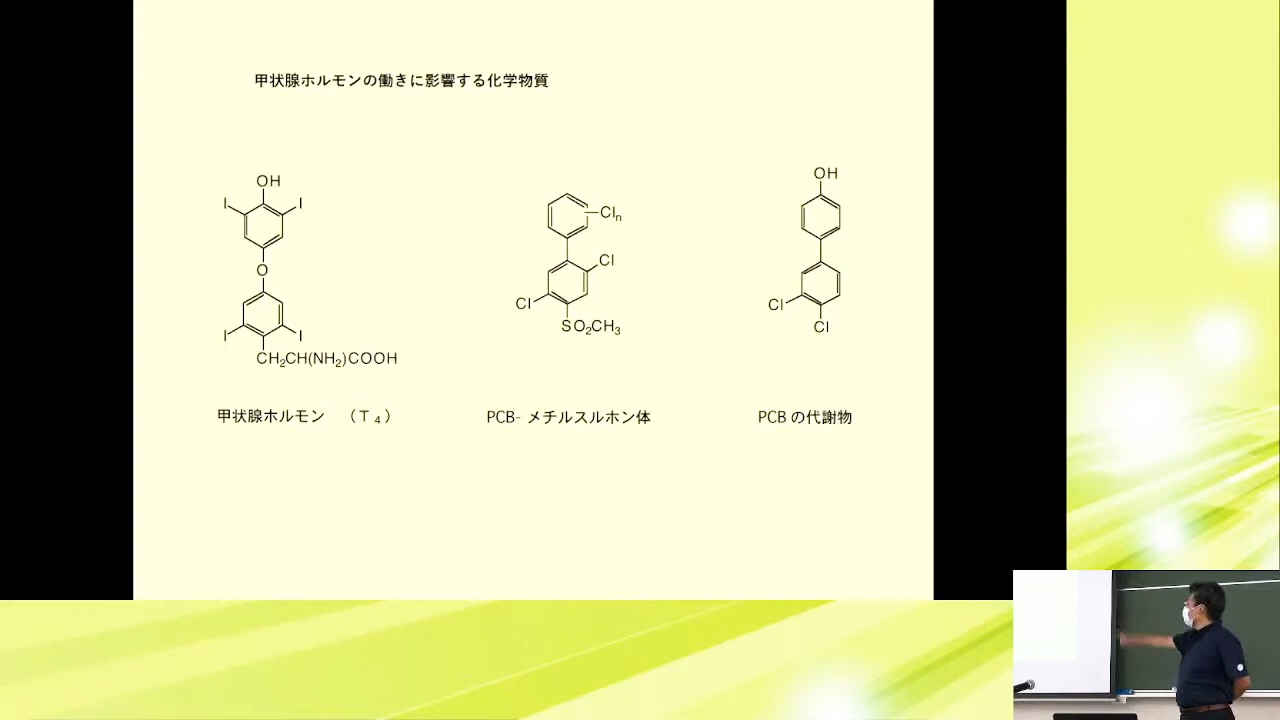 甲状腺ホルモンの働きに影響する化学物質
OH
I
I
O
I
I
CH₂CH(NH₂)COOH
甲状腺ホルモン （Ｔ₄）
Clₙ
Cl
Cl
SO₂CH₃
PCB- メチルスルホン体
OH
Cl
Cl
PCB の代謝物